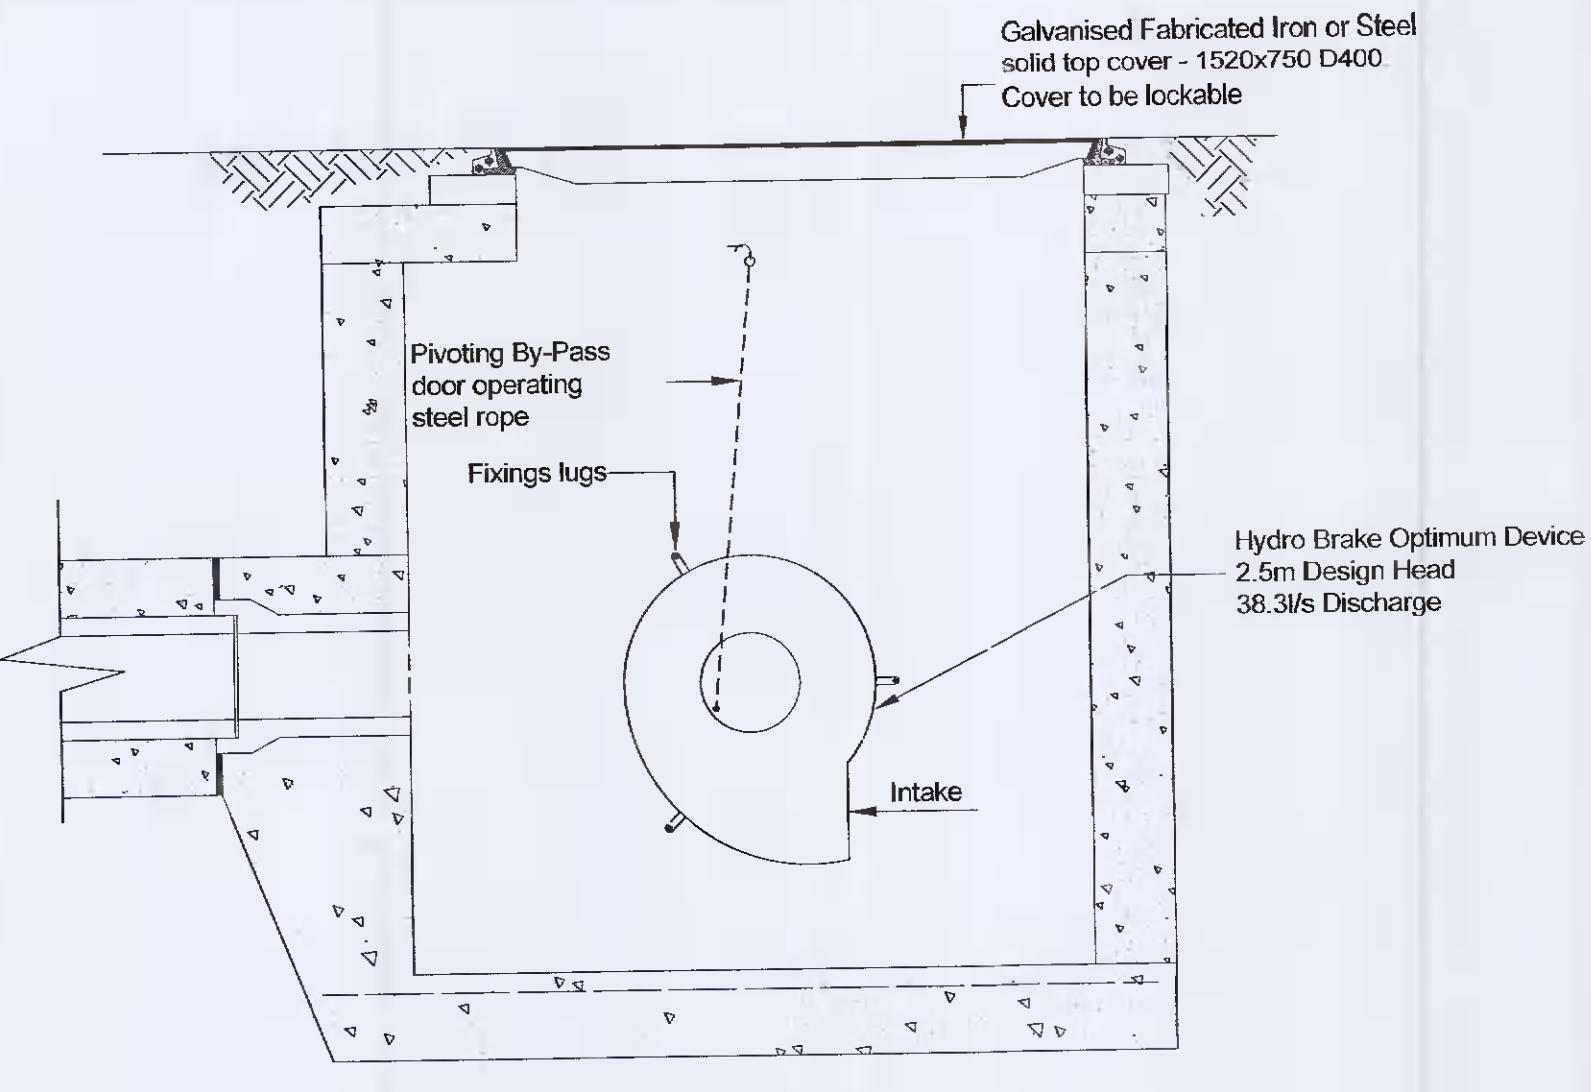 Galvanised Fabricated Iron or Steel
solid top cover - 1520x750 D400
Cover to be lockable
Pivoting By-Pass
door operating
steel rope
Fixings lugs
Hydro Brake Optimum Device
2.5m Design Head
38.3l/s Discharge
Intake